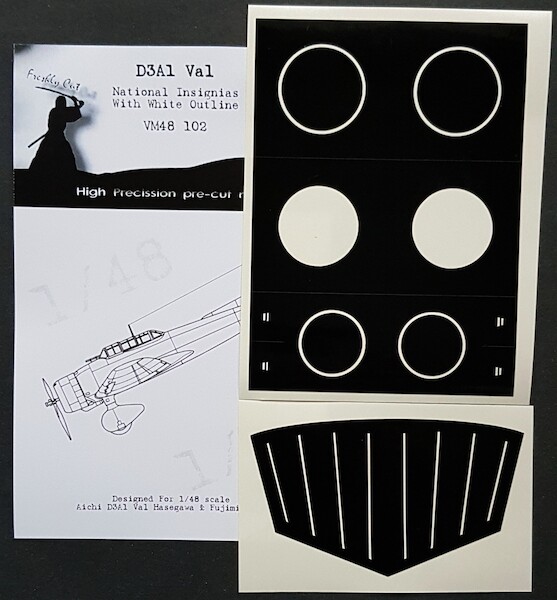 Freshly Out
D3A1 Val
National Insignias
With White Outline
VM48 102
High Precission pre-cut
1/48
Designed For 1/48 scale
Aichi D3A1 Val Hasegawa & Fujimi